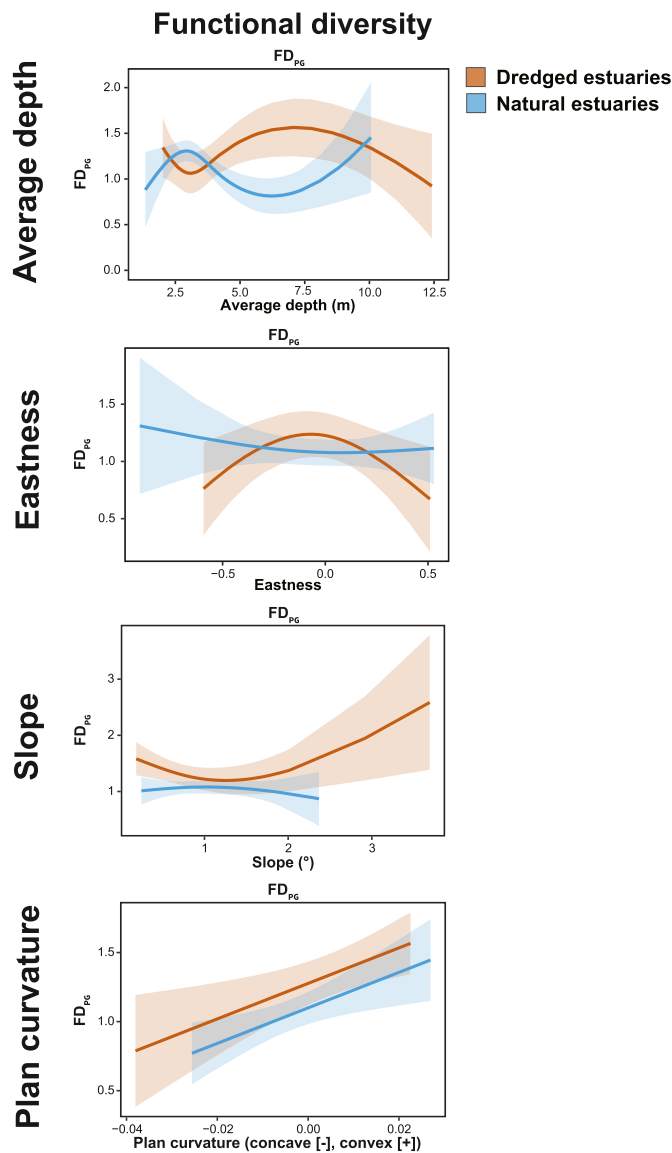 Functional diversity
Dredged estuaries
Natural estuaries
Average depth
FDPG
FDPG
2.0
1.5
1.0
0.5
0.0
2.5 5.0 7.5 10.0 12.5
Average depth (m)
Eastness
FDPG
FDPG
1.5
1.0
0.5
−0.5 0.0 0.5
Eastness
Slope
FDPG
FDPG
3
2
1
1 2 3
Slope (°)
Plan curvature
FDPG
FDPG
1.5
1.0
0.5
−0.04 −0.02 0.00 0.02
Plan curvature (concave [-], convex [+])